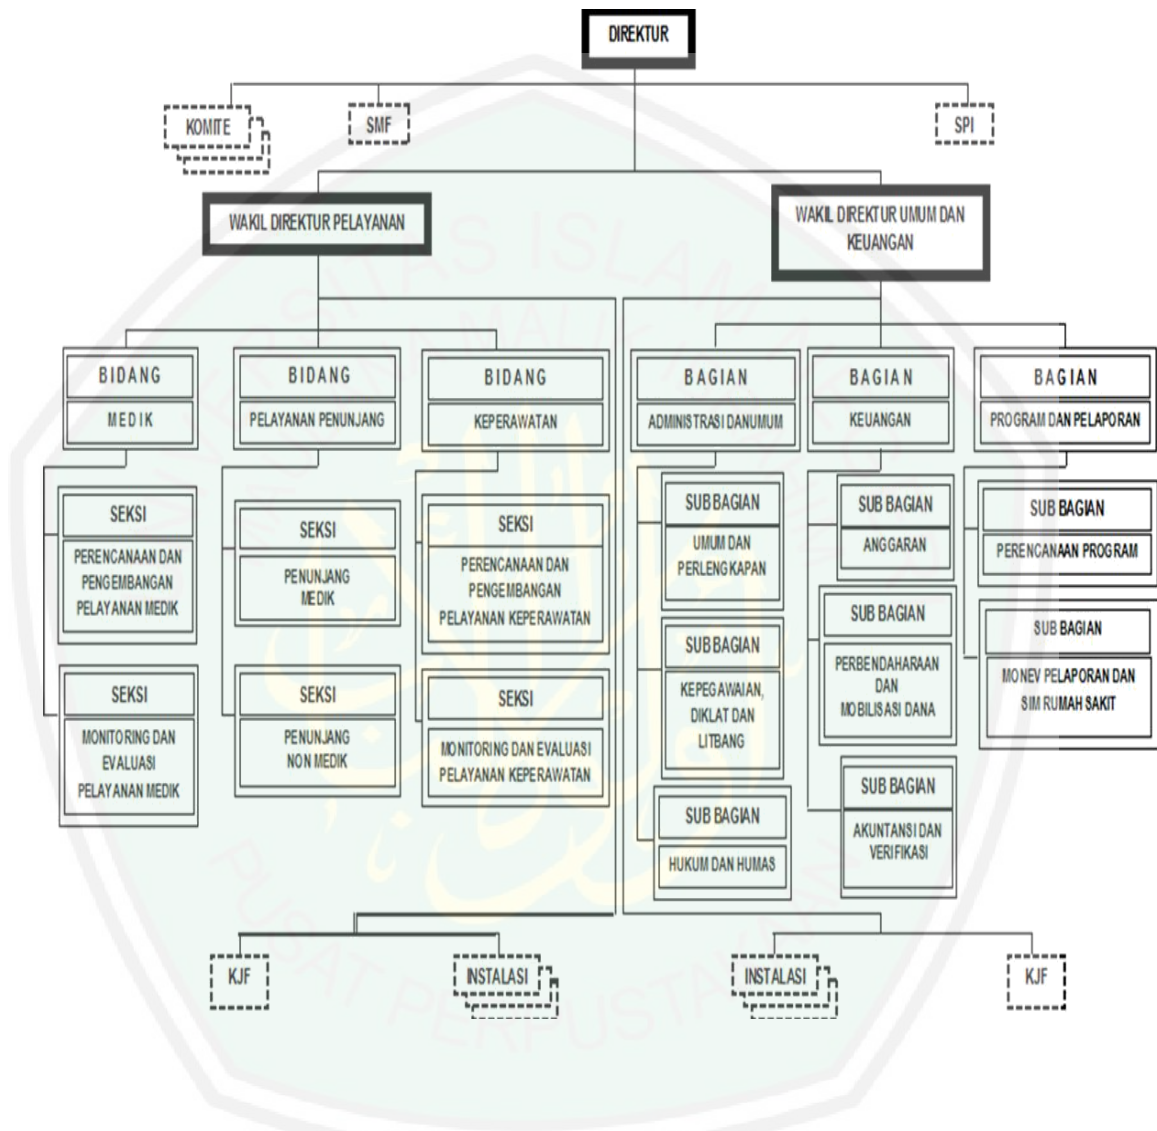 DIREKTUR
KOMITE
SMF
SPI
WAKIL DIREKTUR PELAYANAN
WAKIL DIREKTUR UMUM DAN
KEUANGAN
BIDANG
MEDIK
BIDANG
PELAYANAN PENUNJANG
BIDANG
KEPERAWATAN
BAGIAN
ADMINISTRASI DANUMUM
BAGIAN
KEUANGAN
BAGIAN
PROGRAM DAN PELAPORAN
SEKSI
PERENCANAAN DAN
PENGEMBANGAN
PELAYANAN MEDIK
SEKSI
PENUNJANG
MEDIK
SEKSI
PERENCANAAN DAN
PENGEMBANGAN
PELAYANAN KEPERAWATAN
SUB BAGIAN
UMUM DAN
PERLENGKAPAN
SUB BAGIAN
ANGGARAN
SUB BAGIAN
PERENCANAAN PROGRAM
SEKSI
MONITORING DAN
EVALUASI
PELAYANAN MEDIK
SEKSI
PENUNJANG
NON MEDIK
SEKSI
MONITORING DAN EVALUASI
PELAYANAN KEPERAWATAN
SUB BAGIAN
KEPEGAWAIAN,
DIKLAT DAN
LITBANG
SUB BAGIAN
PERBENDAHARAAN
DAN
MOBILISASI DANA
SUB BAGIAN
MONEV PELAPORAN DAN
SIM RUMAH SAKIT
SUB BAGIAN
HUKUM DAN HUMAS
SUB BAGIAN
AKUNTANSI DAN
VERIFIKASI
KJF
INSTALASI
INSTALASI
KJF
PUSAT PERPUSTAKAAN